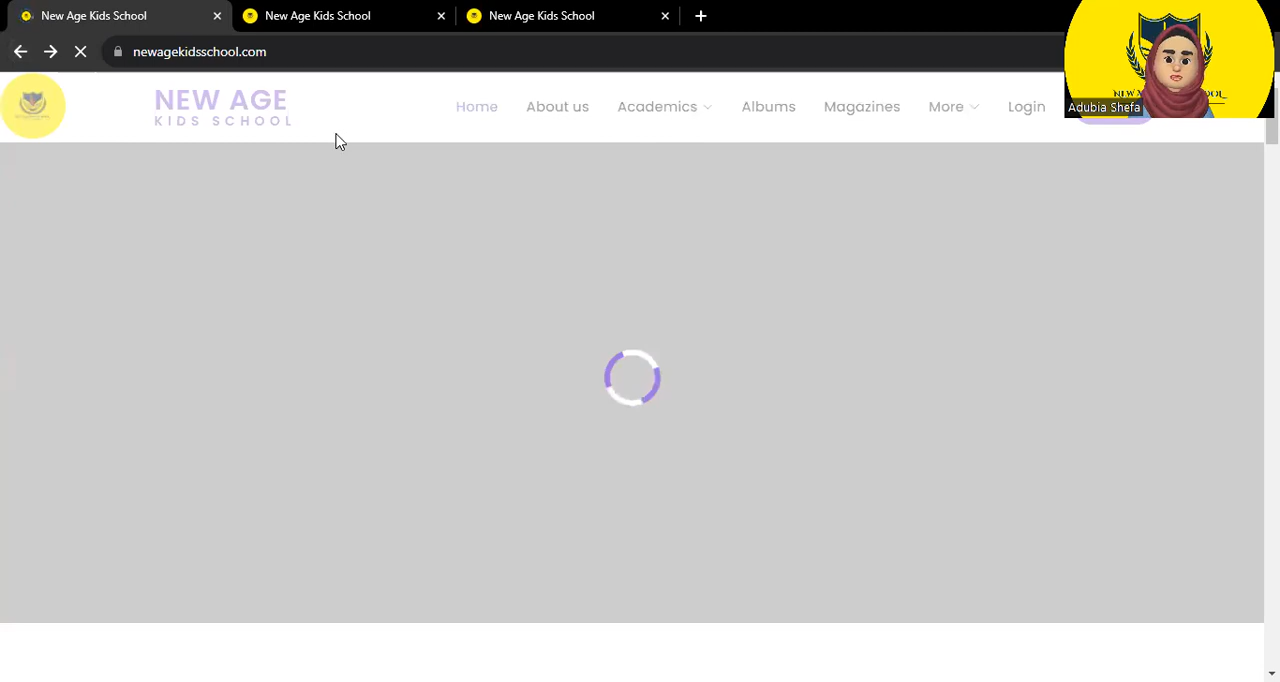 New Age Kids School
New Age Kids School
New Age Kids School
newagekidsschool.com
NEW AGE
KIDS SCHOOL
Home
About us
Academics
Albums
Magazines
More
Login
Adubia Shefa